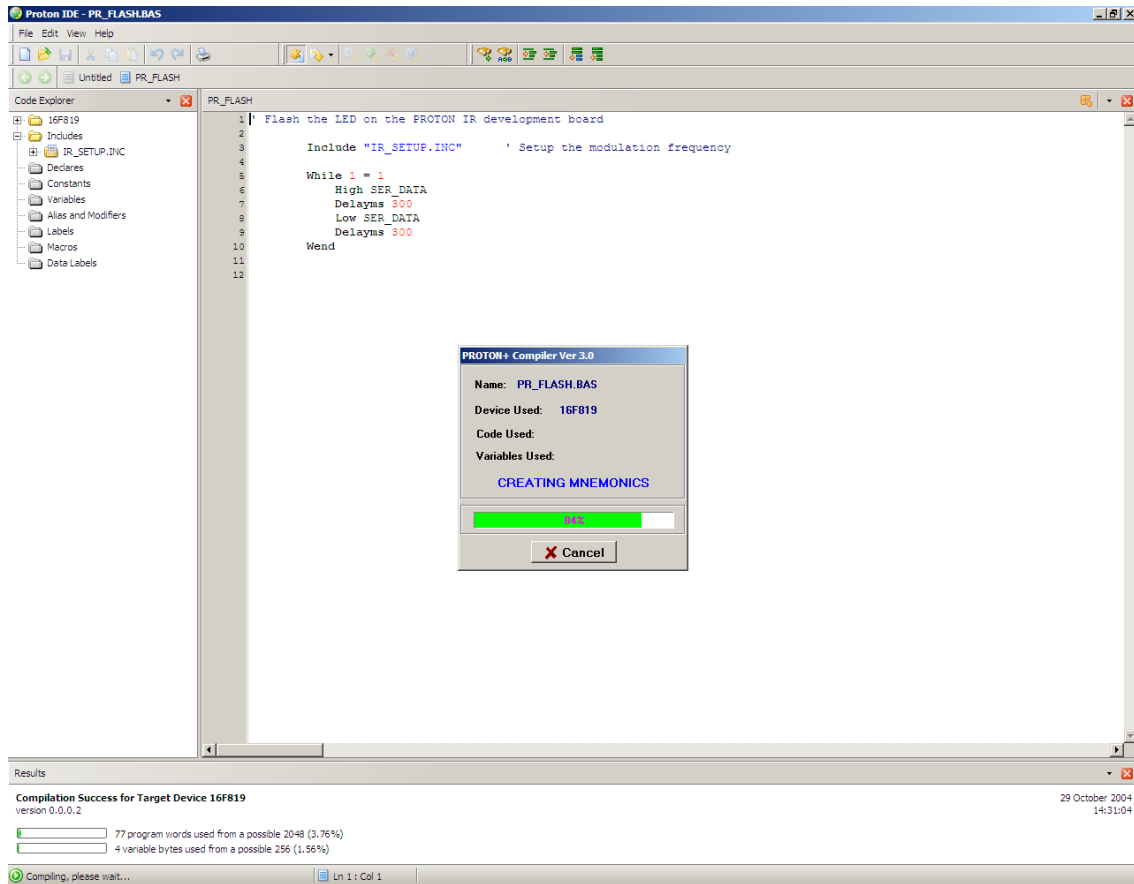 Proton IDE - PR_FLASH.BAS
File Edit View Help
ADD
Untitled PR_FLASH
Code Explorer
PR_FLASH
16F819
Includes
IR_SETUP.INC
Declares
Constants
Variables
Alias and Modifiers
Labels
Macros
Data Labels
1 ' Flash the LED on the PROTON IR development board
2
3 Include "IR_SETUP.INC" ' Setup the modulation frequency
4
5 While 1 = 1
6 High SER_DATA
7 Delayms 300
8 Low SER_DATA
9 Delayms 300
10 Wend
11
12
PROTON+ Compiler Ver 3.0
Name: PR_FLASH.BAS
Device Used: 16F819
Code Used:
Variables Used:
CREATING MNEMONICS
84%
Cancel
Results
Compilation Success for Target Device 16F819
29 October 2004
version 0.0.0.2
14:31:04
77 program words used from a possible 2048 (3.76%)
4 variable bytes used from a possible 256 (1.56%)
Compiling, please wait... Ln 1 : Col 1